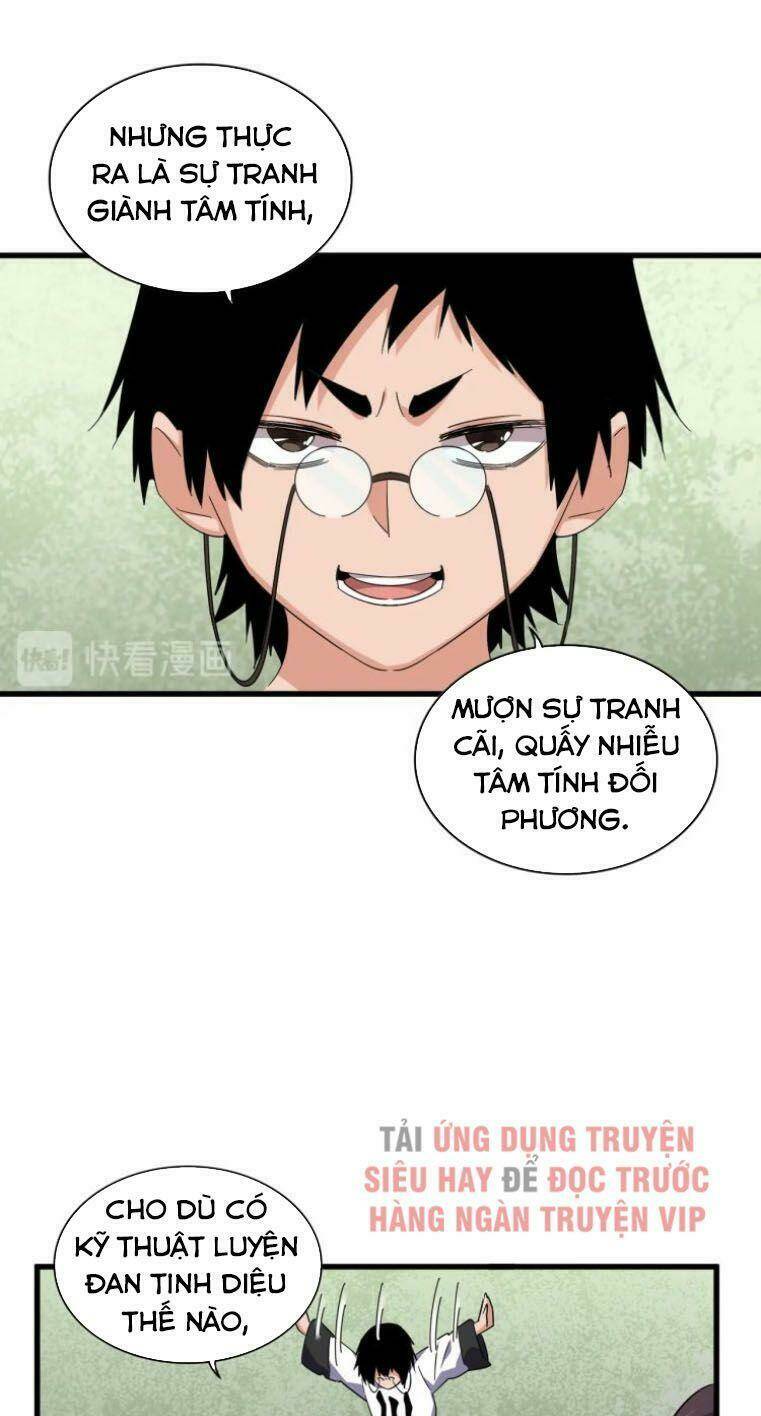 NHƯNG THỰC
RA LÀ SỰ TRANH
GIÀNH TÂM TÍNH,
快看! 快看漫画
MƯỢN SỰ TRANH
CÃI, QUẤY NHIỄU
TÂM TÍNH ĐỐI
PHƯƠNG.
TẢI ỨNG DỤNG TRUYỆN
SIÊU HAY ĐỂ ĐỌC TRƯỚC
HÀNG NGÀN TRUYỆN VIP
CHO DÙ CÓ
KỸ THUẬT LUYỆN
ĐAN TINH DIỆU
THẾ NÀO,